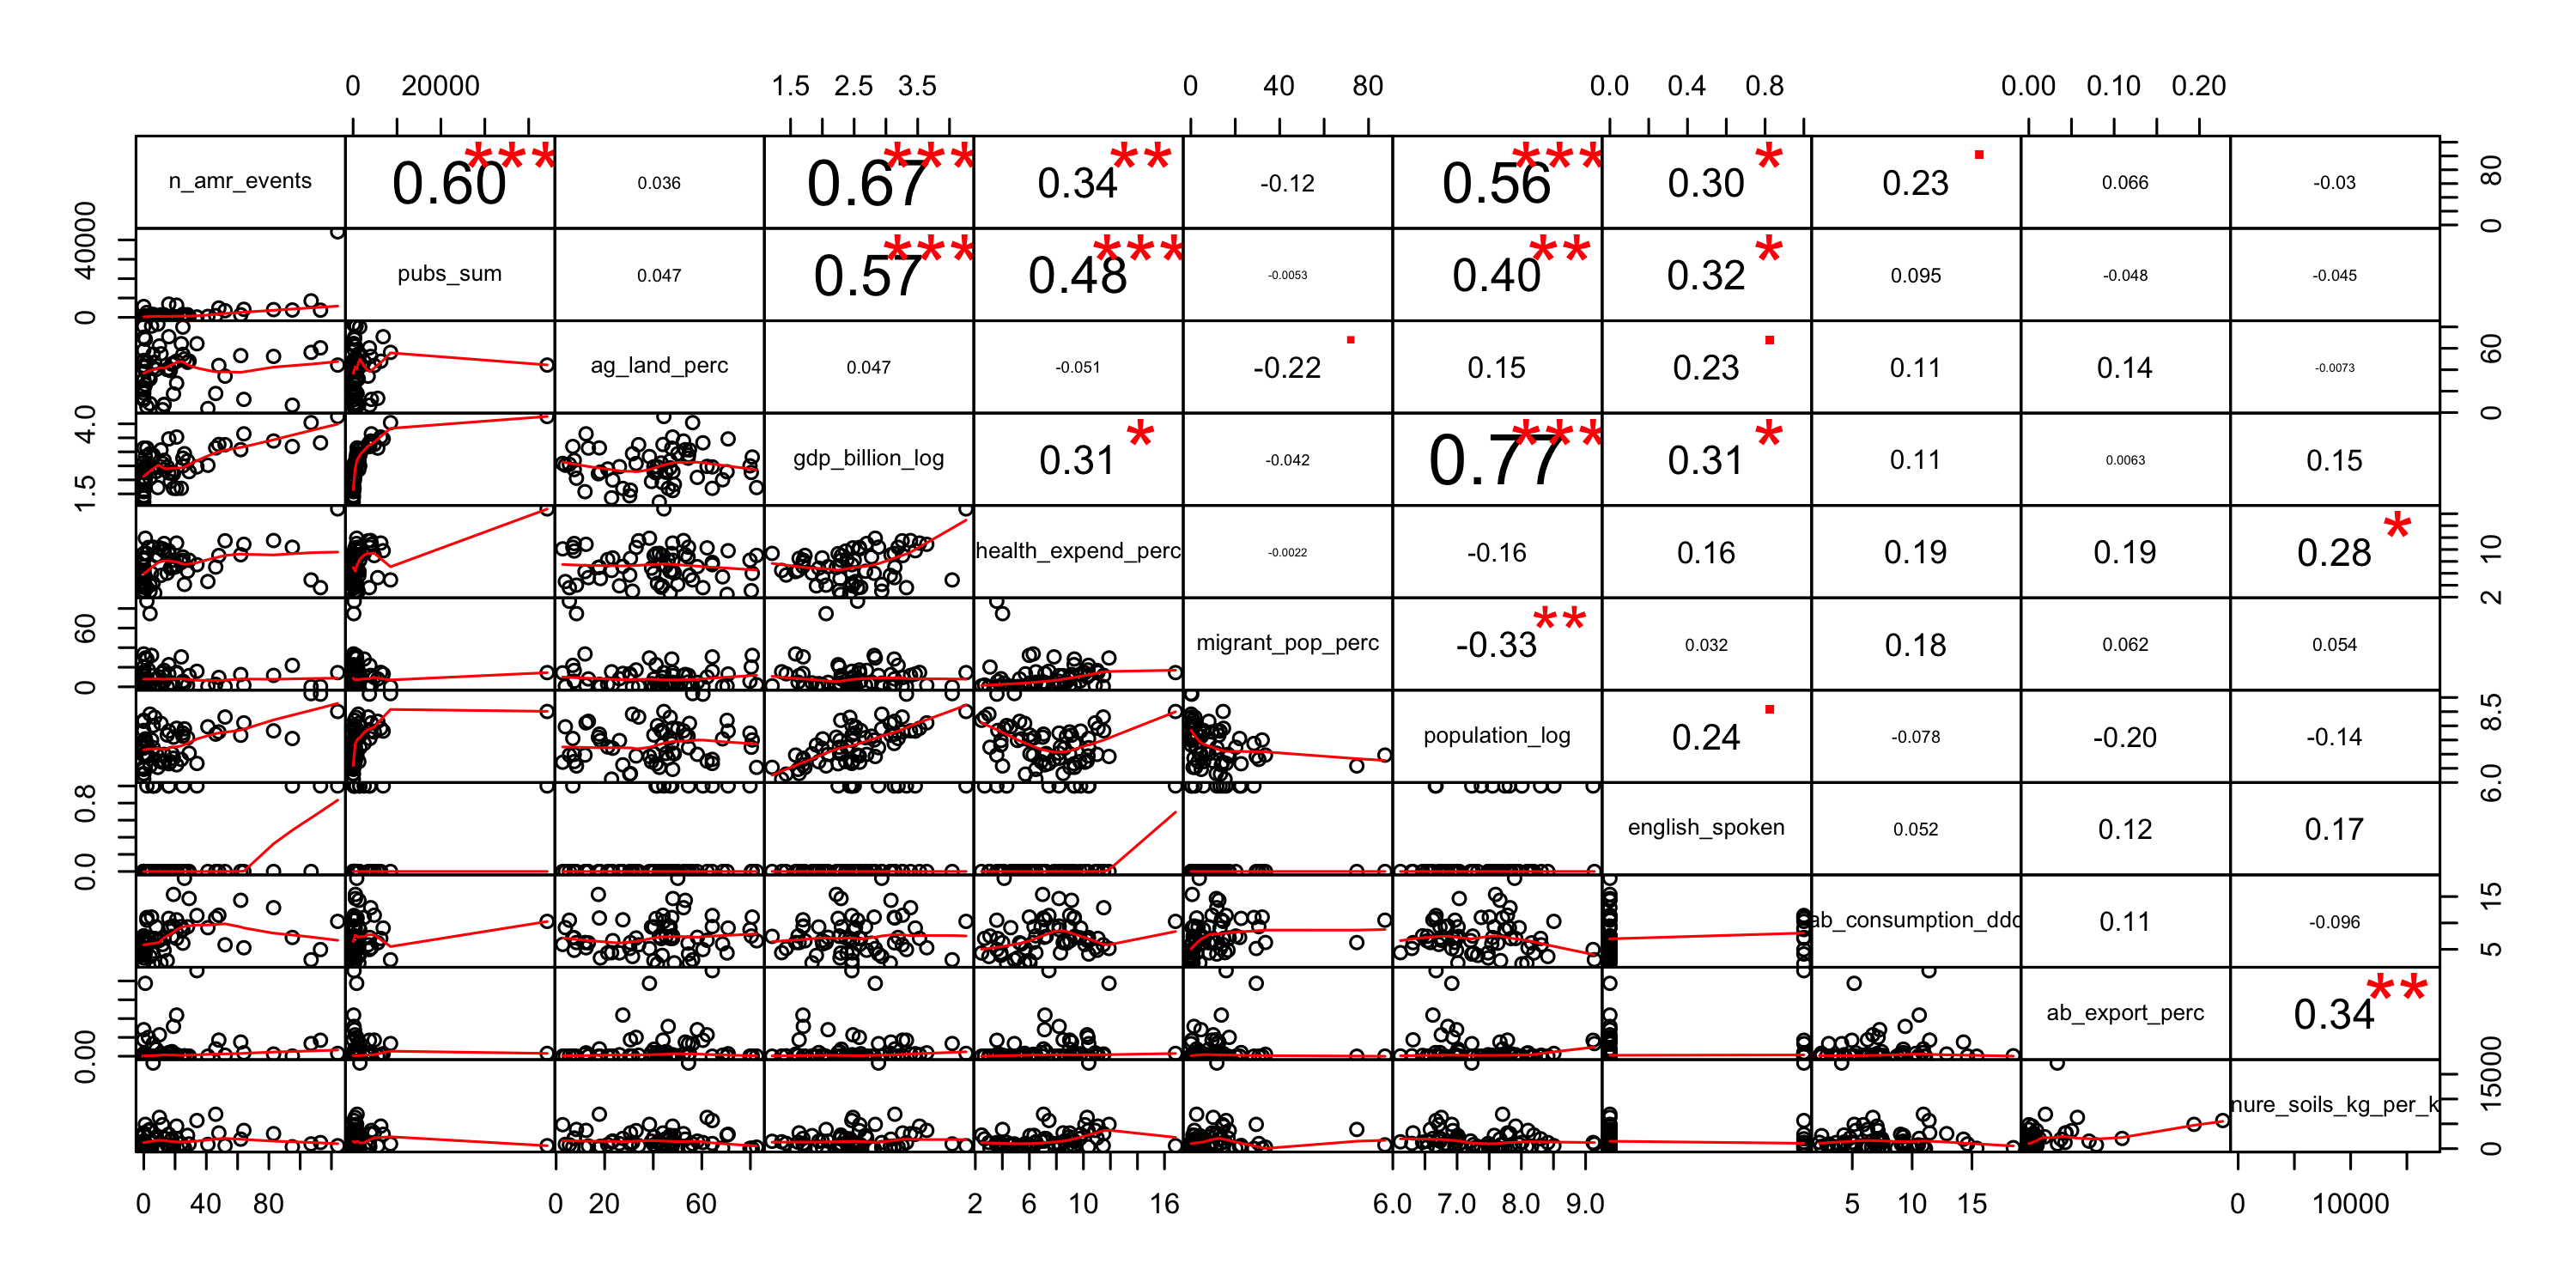 0 20000 1.5 2.5 3.5 0 40 80 0.0 0.4 0.8 0.00 0.10 0.20
n_amr_events 0.60 *** 0.036 0.67 *** 0.34 ** -0.12 0.56 *** 0.30 * 0.23 0.066 -0.03 0 80
0 40000 pubs_sum 0.047 0.57 *** 0.48 *** -0.0053 0.40 ** 0.32 * 0.095 -0.048 -0.045
ag_land_perc 0.047 -0.051 -0.22 0.15 0.23 0.11 0.14 -0.0073 0 60
1.5 4.0 gdp_billion_log 0.31 * -0.042 0.77 *** 0.31 * 0.11 0.0063 0.15
health_expend_perc -0.0022 -0.16 0.16 0.19 0.19 0.28 * 2 10
0 60 migrant_pop_perc -0.33 ** 0.032 0.18 0.062 0.054
population_log 0.24 -0.078 -0.20 -0.14 6.0 8.5
0.0 0.8 english_spoken 0.052 0.12 0.17
ab_consumption_ddd 0.11 -0.096 5 15
0.00 ab_export_perc 0.34 **
nure_soils_kg_per_k 0 15000
0 40 80 0 20 60 2 6 10 16 6.0 7.0 8.0 9.0 5 10 15 0 10000